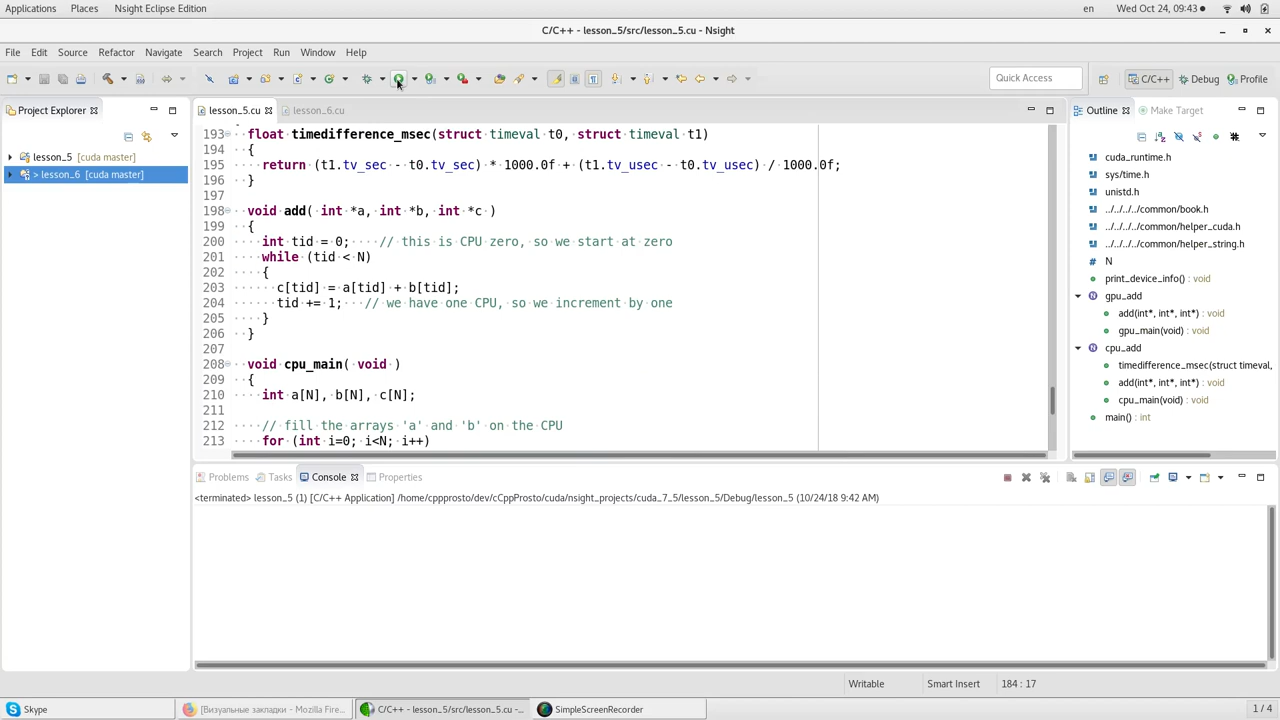 Applications Places Nsight Eclipse Edition en Wed Oct 24, 09:43
C/C++ - lesson_5/src/lesson_5.cu - Nsight
File Edit Source Refactor Navigate Search Project Run Window Help
Quick Access C/C++ Debug Profile
Project Explorer
lesson_5 [cuda master]
> lesson_6 [cuda master]
lesson_5.cu lesson_6.cu
193 float timedifference_msec(struct timeval t0, struct timeval t1)
194 {
195 return (t1.tv_sec - t0.tv_sec) * 1000.0f + (t1.tv_usec - t0.tv_usec) / 1000.0f;
196 }
197
198 void add( int *a, int *b, int *c )
199 {
200 int tid = 0; // this is CPU zero, so we start at zero
201 while (tid < N)
202 {
203 c[tid] = a[tid] + b[tid];
204 tid += 1; // we have one CPU, so we increment by one
205 }
206 }
207
208 void cpu_main( void )
209 {
210 int a[N], b[N], c[N];
211
212 // fill the arrays 'a' and 'b' on the CPU
213 for (int i=0; i<N; i++)
Outline Make Target
cuda_runtime.h
sys/time.h
unistd.h
../../../../common/book.h
../../../../common/helper_cuda.h
../../../../common/helper_string.h
N
print_device_info() : void
gpu_add
add(int*, int*, int*) : void
gpu_main(void) : void
cpu_add
timedifference_msec(struct timeval,
add(int*, int*, int*) : void
cpu_main(void) : void
main() : int
Problems Tasks Console Properties
<terminated> lesson_5 (1) [C/C++ Application] /home/cppprosto/dev/cCppProsto/cuda/nsight_projects/cuda_7_5/lesson_5/Debug/lesson_5 (10/24/18 9:42 AM)
Writable Smart Insert 184 : 17
Skype [Визуальные закладки - Mozilla Fire... C/C++ - lesson_5/src/lesson_5.cu -... SimpleScreenRecorder 1 / 4